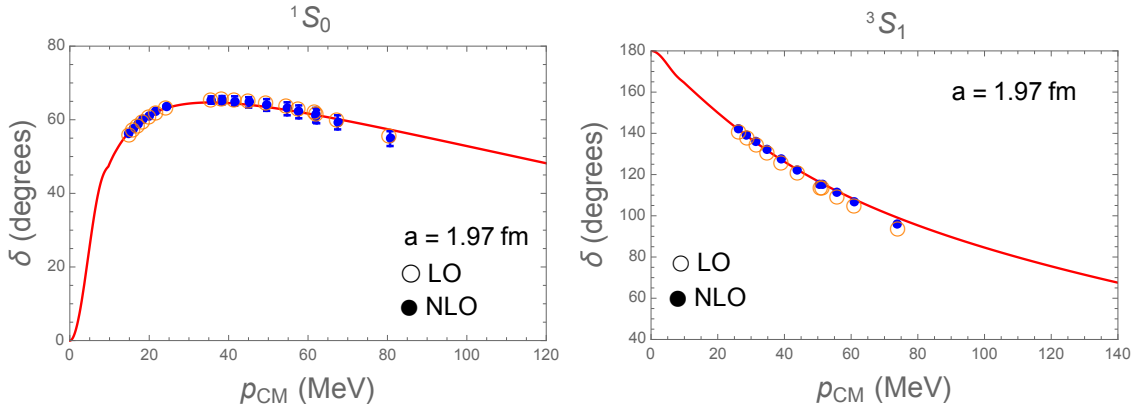 ¹S₀
80
60
40
20
0
0 20 40 60 80 100 120
δ (degrees)
p_CM (MeV)
a = 1.97 fm
LO
NLO
³S₁
180
160
140
120
100
80
60
40
0 20 40 60 80 100 120 140
δ (degrees)
p_CM (MeV)
a = 1.97 fm
LO
NLO